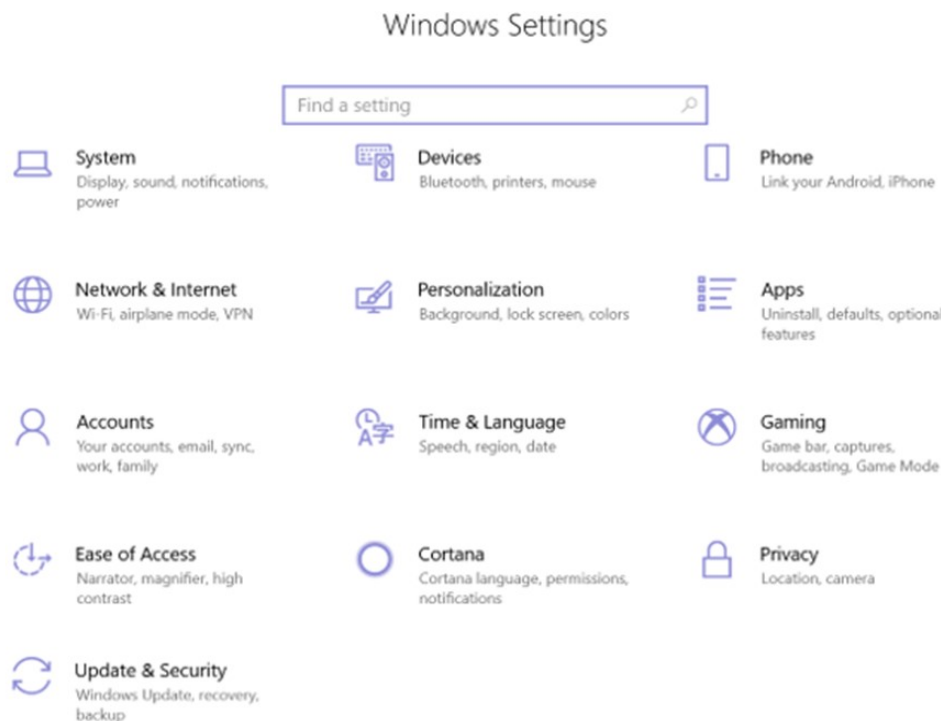 Windows Settings
Find a setting
System
Display, sound, notifications,
power
Devices
Bluetooth, printers, mouse
Phone
Link your Android, iPhone
Network & Internet
Wi-Fi, airplane mode, VPN
Personalization
Background, lock screen, colors
Apps
Uninstall, defaults, optional
features
Accounts
Your accounts, email, sync,
work, family
A字
Time & Language
Speech, region, date
Gaming
Game bar, captures,
broadcasting, Game Mode
Ease of Access
Narrator, magnifier, high
contrast
Cortana
Cortana language, permissions,
notifications
Privacy
Location, camera
Update & Security
Windows Update, recovery,
backup